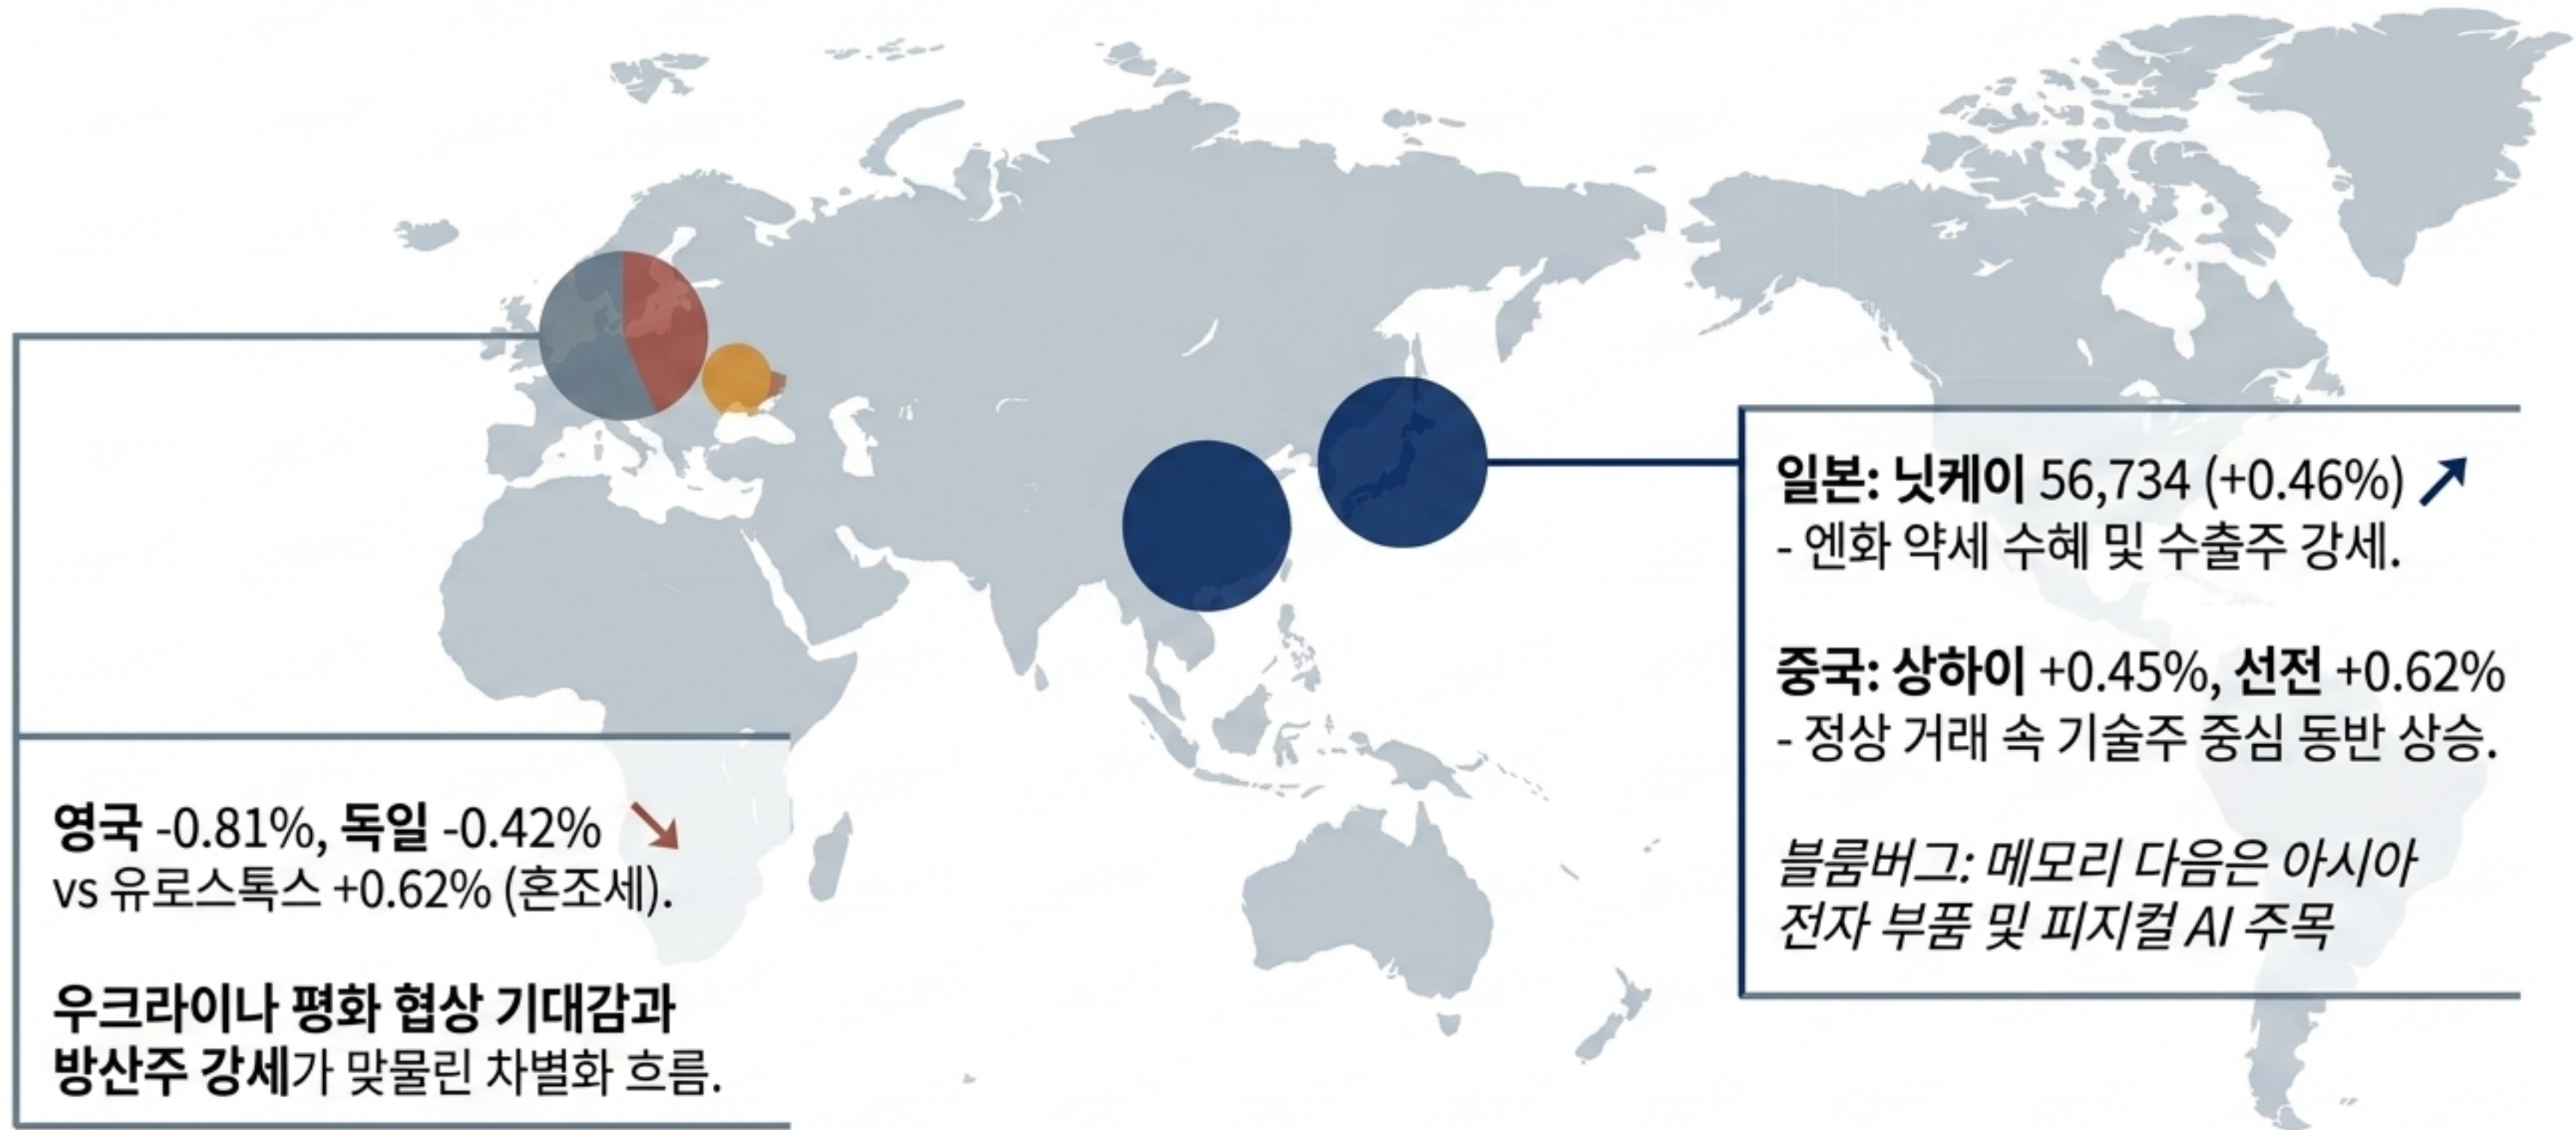 영국 -0.81%, 독일 -0.42%
vs 유로스톡스 +0.62% (혼조세).
우크라이나 평화 협상 기대감과
방산주 강세가 맞물린 차별화 흐름.
일본: 닛케이 56,734 (+0.46%)
- 엔화 약세 수혜 및 수출주 강세.
중국: 상하이 +0.45%, 선전 +0.62%
- 정상 거래 속 기술주 중심 동반 상승.
블룸버그: 메모리 다음은 아시아
전자 부품 및 피지컬 AI 주목